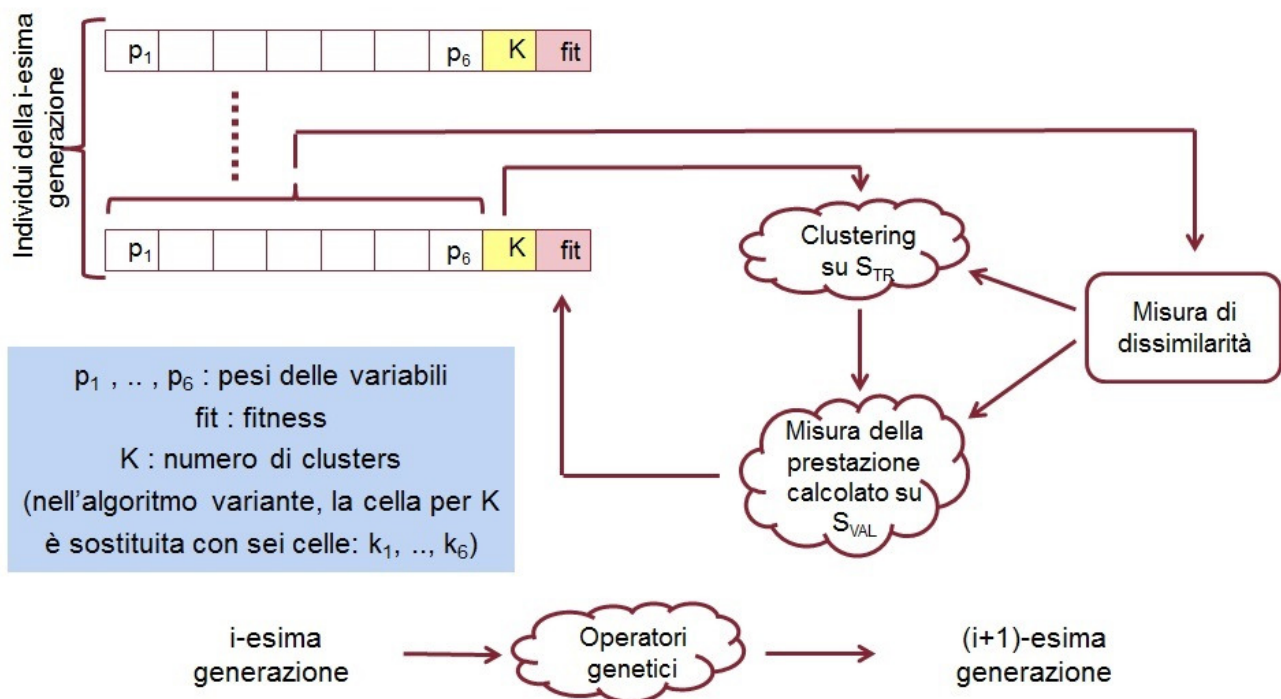 Individui della i-esima
generazione
p1 p6 K fit
p1 p6 K fit
Clustering
su STR
Misura di
dissimilarità
p1 , .. , p6 : pesi delle variabili
fit : fitness
K : numero di clusters
(nell'algoritmo variante, la cella per K
è sostituita con sei celle: k1, .., k6)
Misura della
prestazione
calcolato su
SVAL
i-esima
generazione
Operatori
genetici
(i+1)-esima
generazione